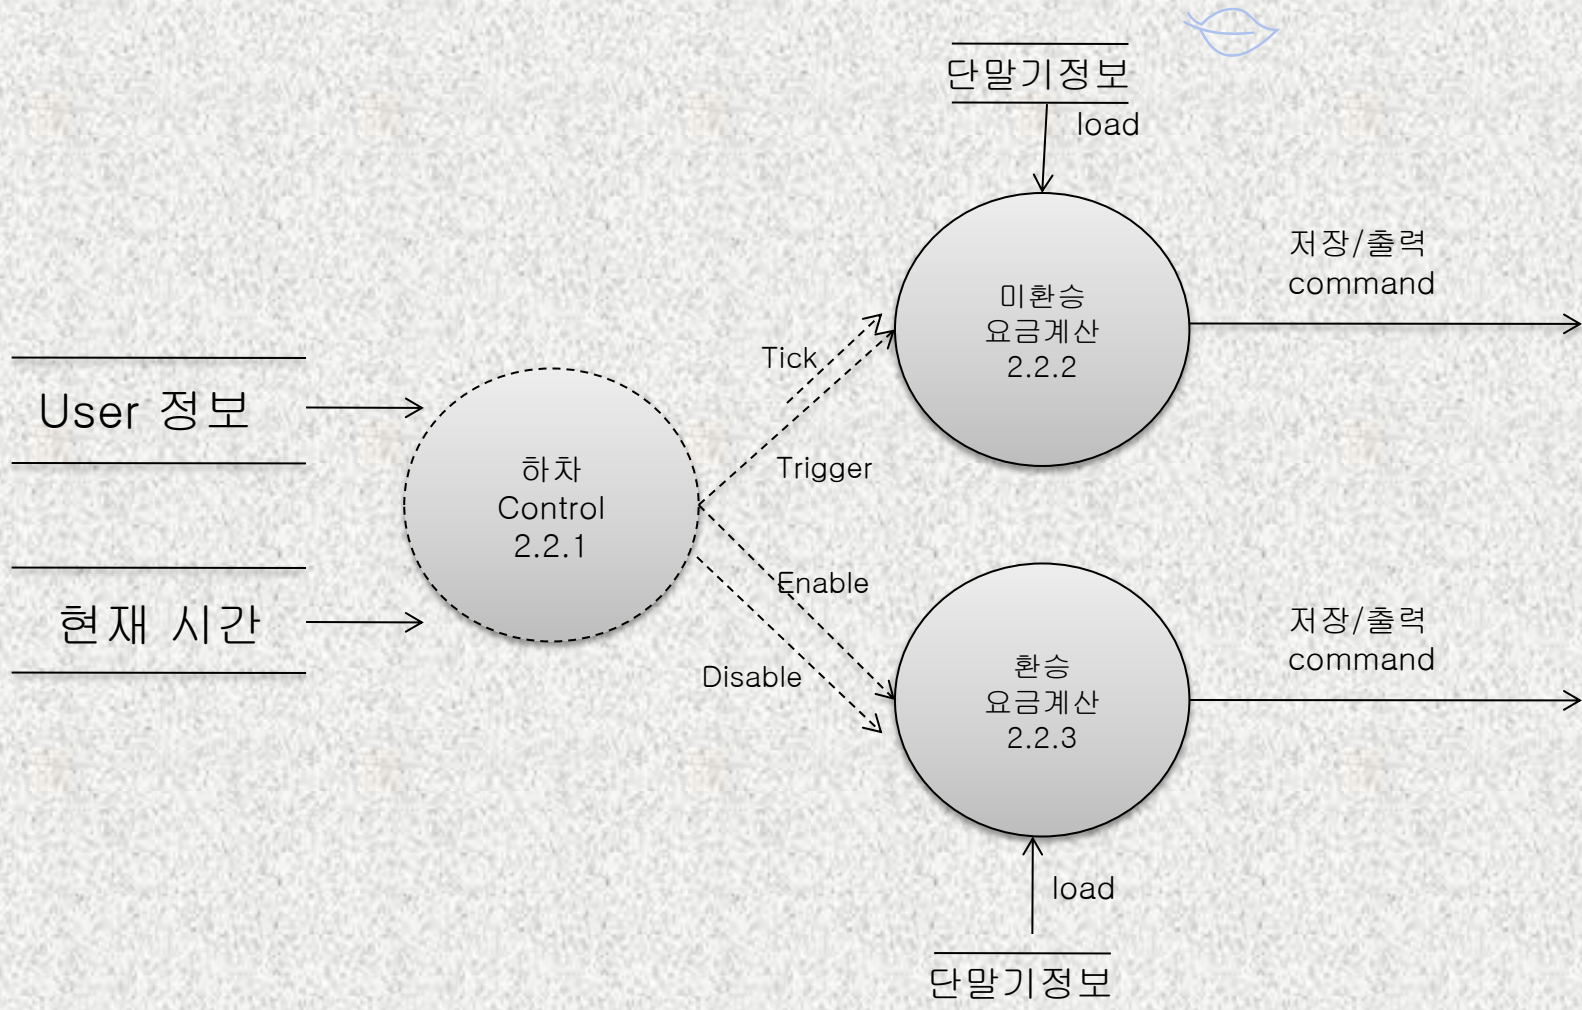 단말기정보
load
저장/출력
command
미환승
요금계산
2.2.2
Tick
User 정보
Trigger
하차
Control
2.2.1
Enable
현재 시간
저장/출력
command
Disable
환승
요금계산
2.2.3
load
단말기정보